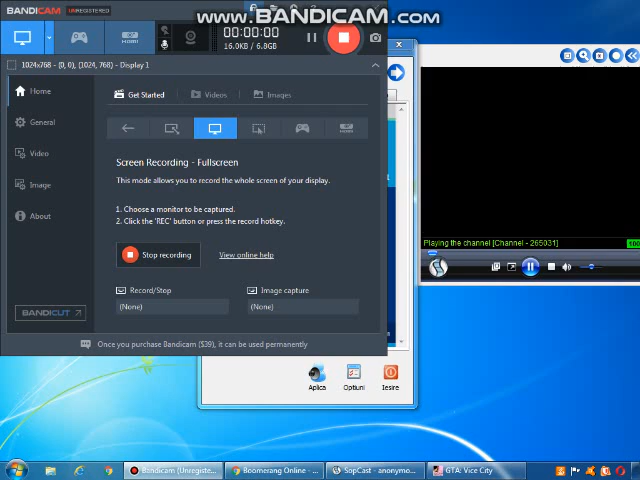 www.BANDICAM.com
BANDICAM UNREGISTERED
HDMI
00:00:00
16.0KB / 6.8GB
1024x768 - (0, 0), (1024, 768) - Display 1
Home
General
Video
Image
About
BANDICUT
Get Started
Videos
Images
HDMI
Screen Recording - Fullscreen
This mode allows you to record the whole screen of your display.
1. Choose a monitor to be captured.
2. Click the 'REC' button or press the record hotkey.
Stop recording
View online help
Record/Stop
Image capture
(None)
(None)
Once you purchase Bandicam ($39), it can be used permanently
Playing the channel [Channel - 265031]
100
Aplica
Optiuni
Iesire
Bandicam (Unregiste...
Boomerang Online - ...
SopCast - anonymo...
GTA: Vice City